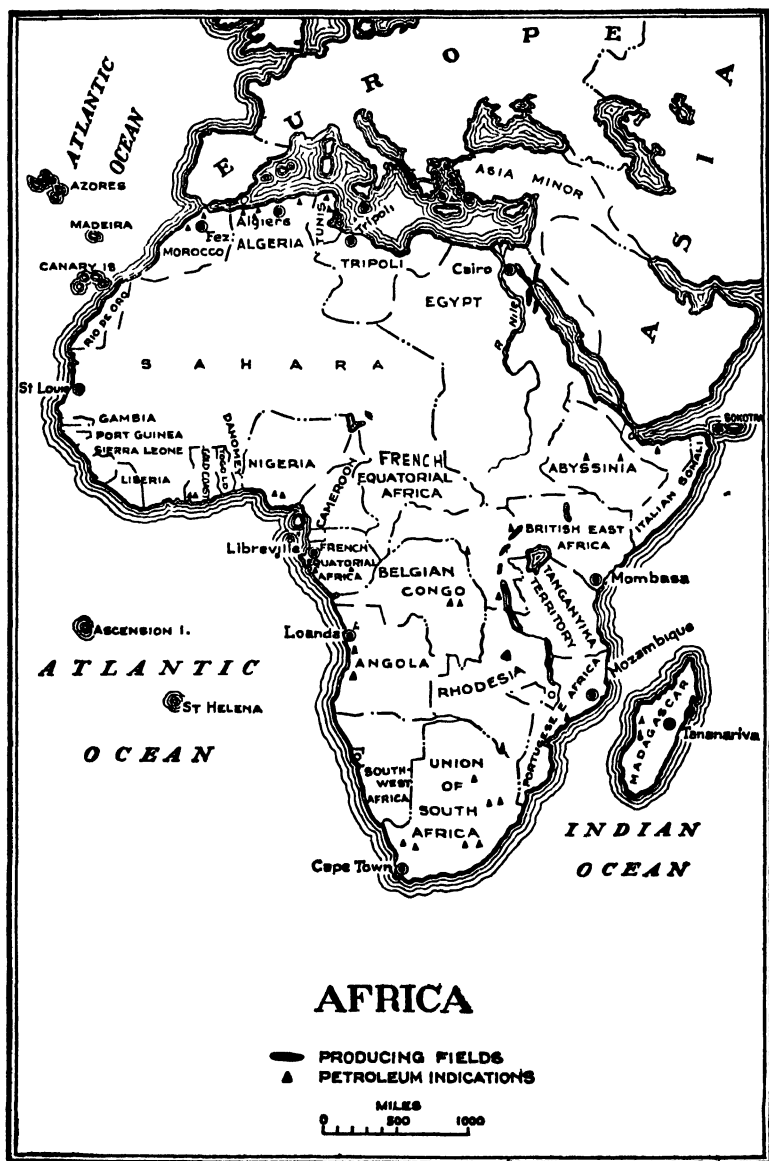 EUROPE
ASIA
ATLANTIC
OCEAN
AZORES
MADEIRA
CANARY IS
ASIA MINOR
Fez
Algiers
MOROCCO
ALGERIA
TUNIS
Tripoli
TRIPOLI
Cairo
EGYPT
R. Nile
RIO DE ORO
SAHARA
St Louis
GAMBIA
PORT GUINEA
SIERRA LEONE
LIBERIA
GOLD COAST
TOGO LD
DAHOMEY
NIGERIA
CAMEROON
FRENCH
EQUATORIAL
AFRICA
ABYSSINIA
SOKOTRA
ITALIAN SOMALI
BRITISH EAST
AFRICA
Libreville
FRENCH
EQUATORIAL
AFRICA
BELGIAN
CONGO
TANGANYIKA
TERRITORY
Mombasa
ASCENSION I.
Loanda
ATLANTIC
OCEAN
ANGOLA
RHODESIA
Mozambique
PORTUGESE E AFRICA
ST HELENA
MADAGASCAR
Tananariva
SOUTH-
WEST
AFRICA
UNION
OF
SOUTH
AFRICA
INDIAN
OCEAN
Cape Town
AFRICA
PRODUCING FIELDS
PETROLEUM INDICATIONS
MILES
0 500 1000